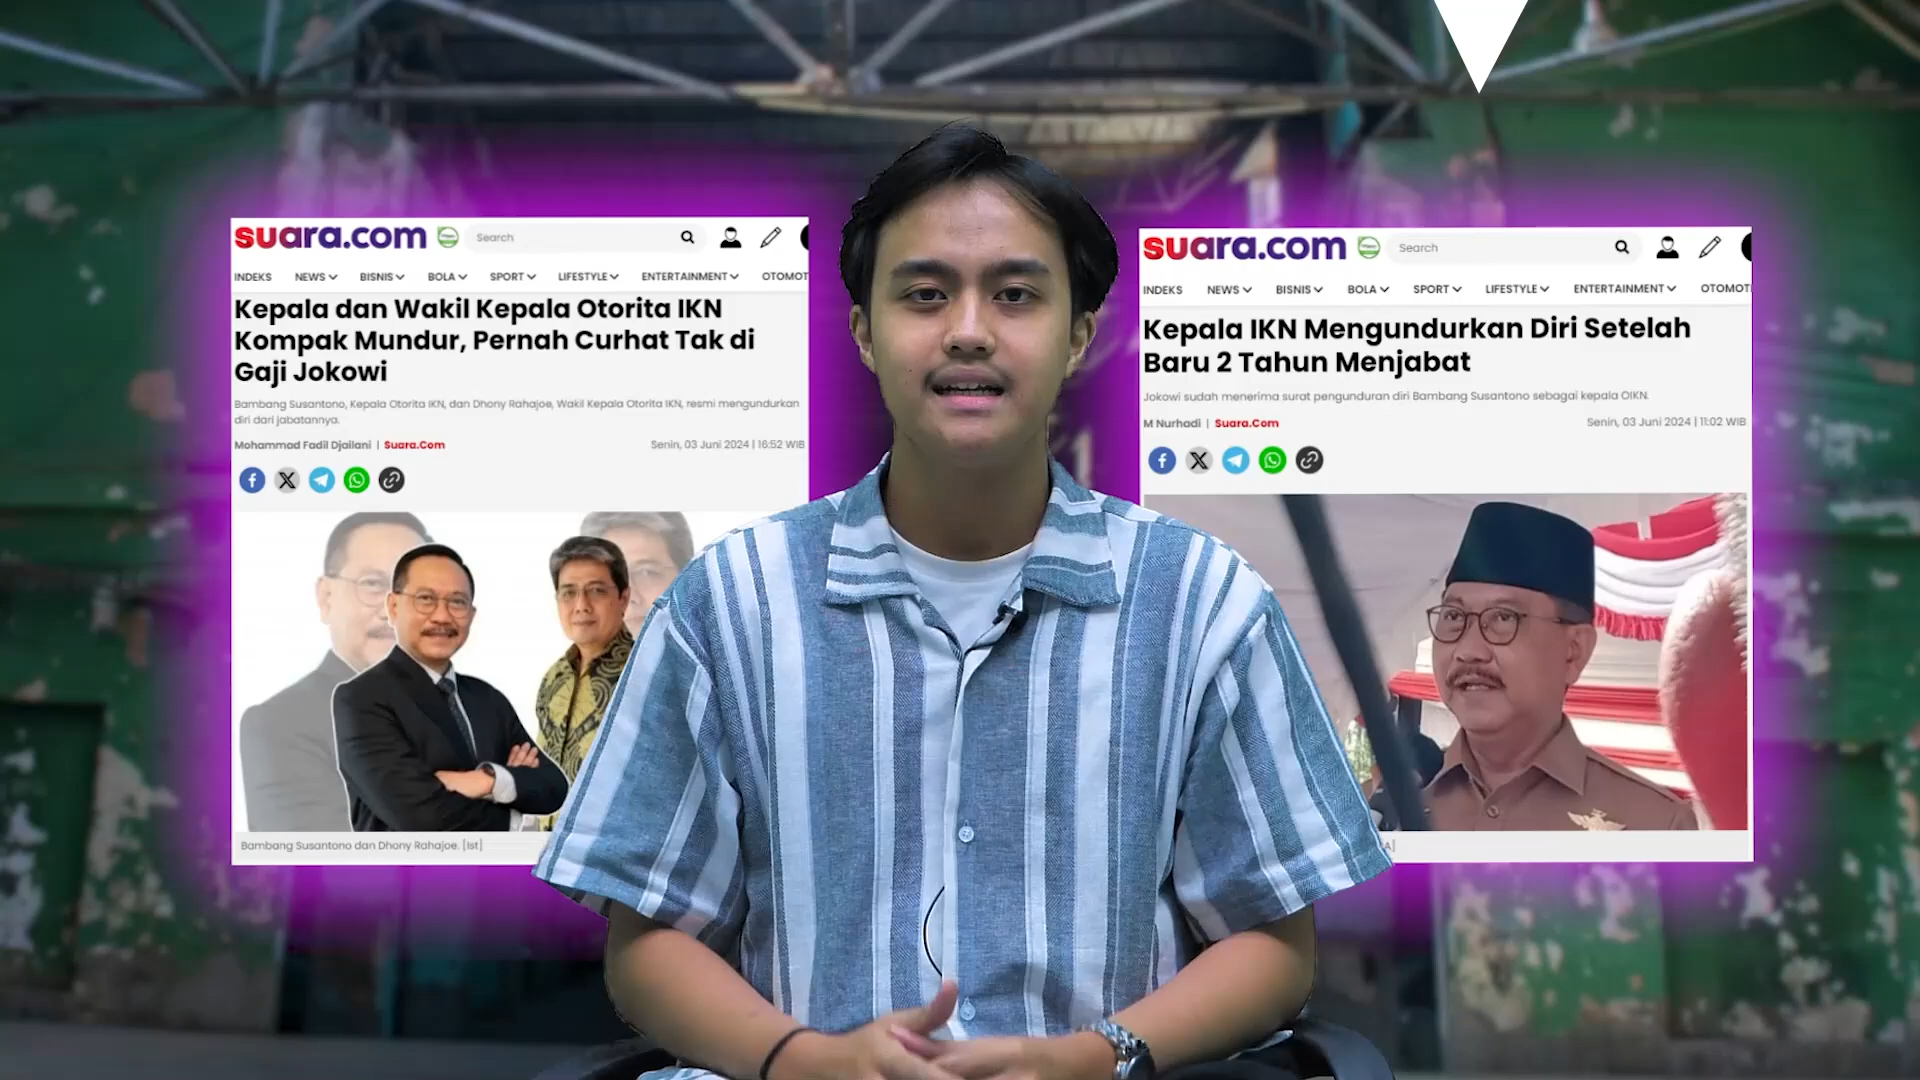 suara.com
Search
INDEKS NEWS BISNIS BOLA SPORT LIFESTYLE ENTERTAINMENT OTOMOT
Kepala dan Wakil Kepala Otorita IKN
Kompak Mundur, Pernah Curhat Tak di
Gaji Jokowi
Bambang Susantono, Kepala Otorita IKN, dan Dhony Rahajoe, Wakil Kepala Otorita IKN, resmi mengundurkan
diri dari jabatannya.
Mohammad Fadil Djailani | Suara.Com
Senin, 03 Juni 2024 | 16:52 WIB
Bambang Susantono dan Dhony Rahajoe. [Ist]
suara.com
Search
INDEKS NEWS BISNIS BOLA SPORT LIFESTYLE ENTERTAINMENT OTOMOTI
Kepala IKN Mengundurkan Diri Setelah
Baru 2 Tahun Menjabat
Jokowi sudah menerima surat pengunduran diri Bambang Susantono sebagai kepala OIKN.
M Nurhadi | Suara.Com
Senin, 03 Juni 2024 | 11:02 WIB
A]